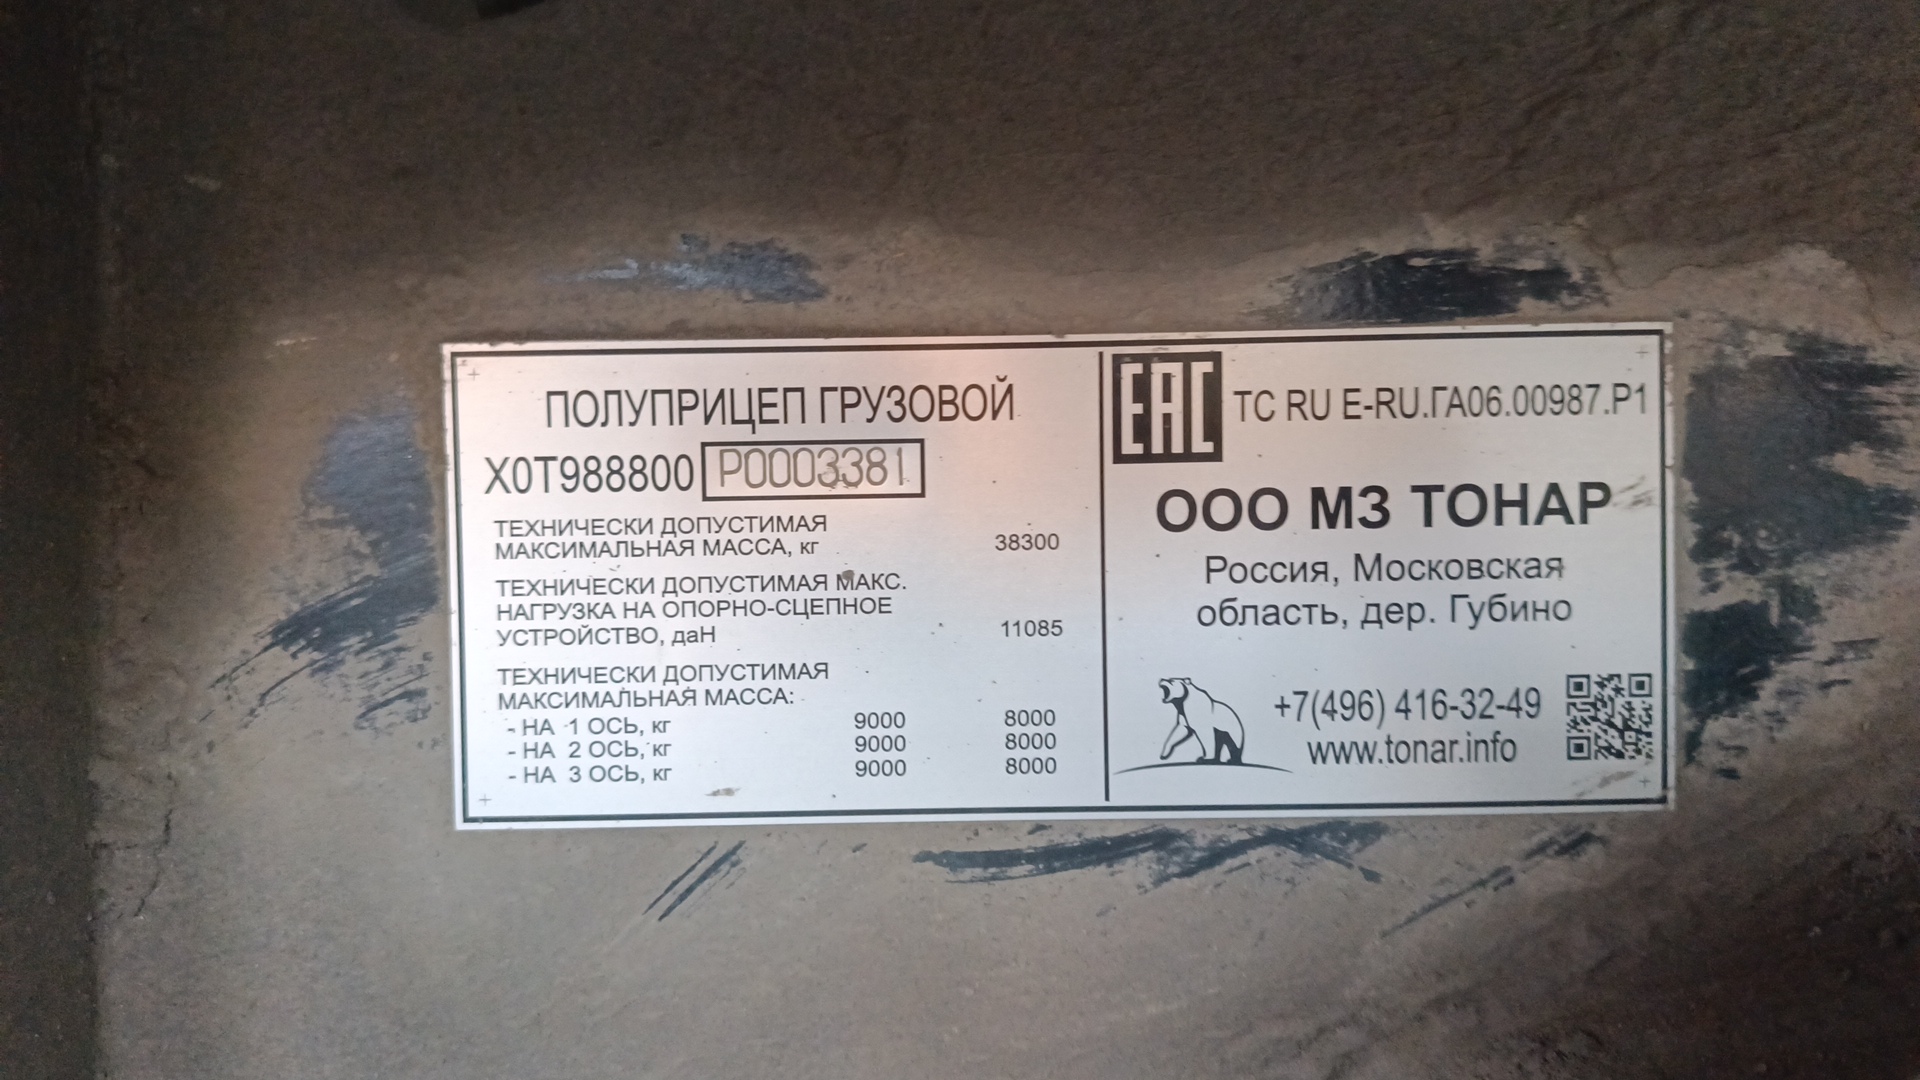 ПОЛУПРИЦЕП ГРУЗОВОЙ
X0T988800 P0003381
ТЕХНИЧЕСКИ ДОПУСТИМАЯ
МАКСИМАЛЬНАЯ МАССА, кг 38300
ТЕХНИЧЕСКИ ДОПУСТИМАЯ МАКС.
НАГРУЗКА НА ОПОРНО-СЦЕПНОЕ
УСТРОЙСТВО, даН 11085
ТЕХНИЧЕСКИ ДОПУСТИМАЯ
МАКСИМАЛЬНАЯ МАССА:
- НА 1 ОСЬ, кг 9000 8000
- НА 2 ОСЬ, кг 9000 8000
- НА 3 ОСЬ, кг 9000 8000
EAC ТС RU E-RU.ГА06.00987.P1
ООО МЗ ТОНАР
Россия, Московская
область, дер. Губино
+7(496) 416-32-49
www.tonar.info